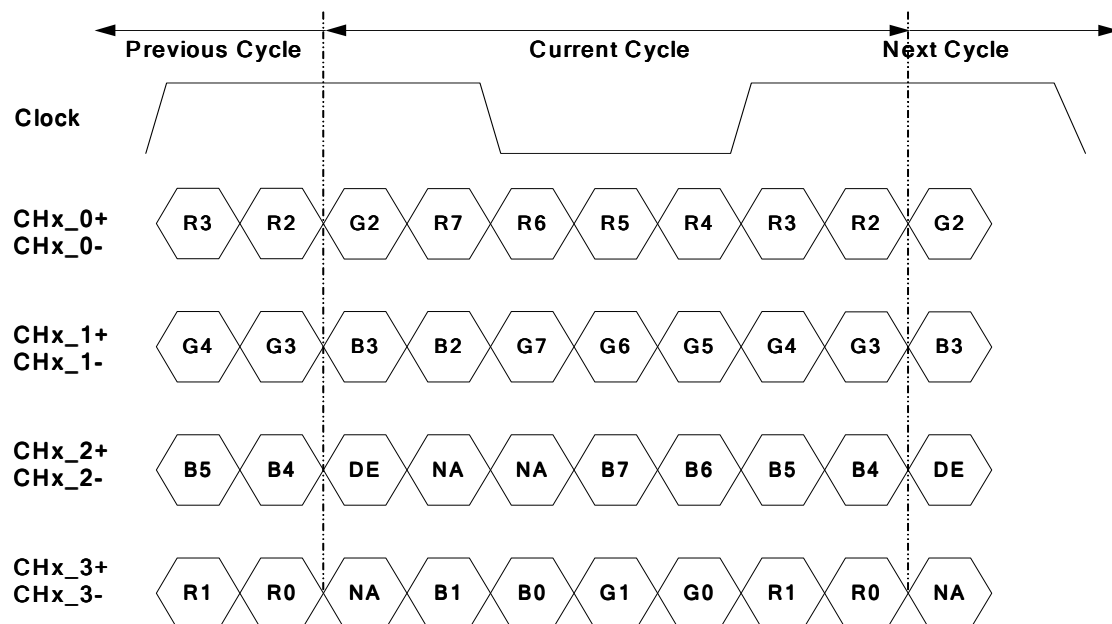 Previous Cycle Current Cycle Next Cycle
Clock
CHx_0+
CHx_0-
R3 R2 G2 R7 R6 R5 R4 R3 R2 G2
CHx_1+
CHx_1-
G4 G3 B3 B2 G7 G6 G5 G4 G3 B3
CHx_2+
CHx_2-
B5 B4 DE NA NA B7 B6 B5 B4 DE
CHx_3+
CHx_3-
R1 R0 NA B1 B0 G1 G0 R1 R0 NA